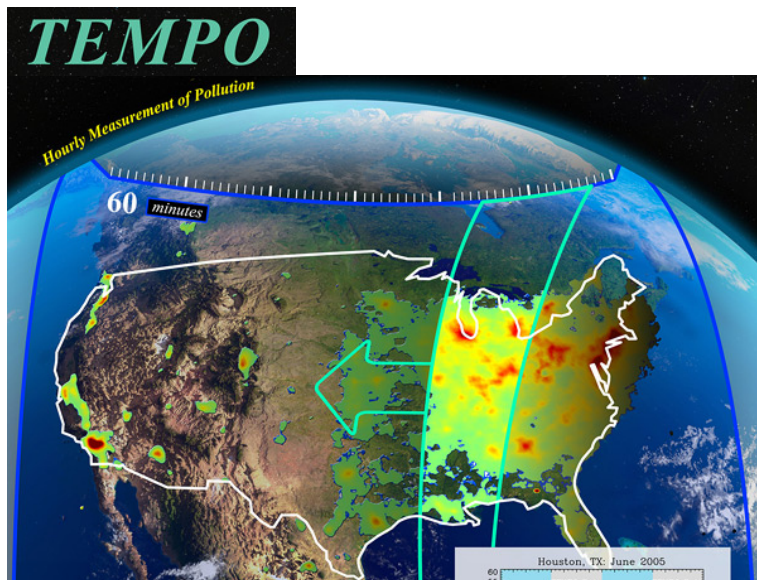 TEMPO
Hourly Measurement of Pollution
60 minutes
Houston, TX: June 2005
60